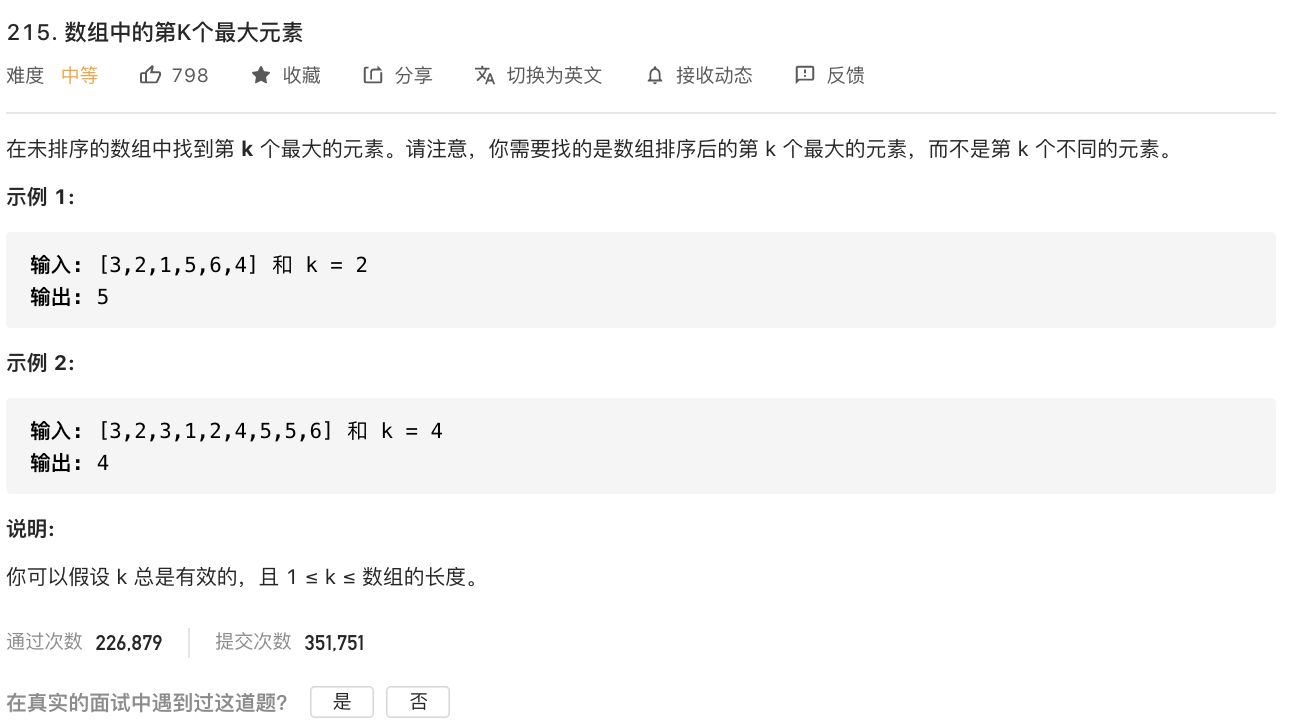 215. 数组中的第K个最大元素
难度 中等 798 收藏 分享 切换为英文 接收动态 反馈
在未排序的数组中找到第 k 个最大的元素。请注意，你需要找的是数组排序后的第 k 个最大的元素，而不是第 k 个不同的元素。
示例 1:
输入: [3,2,1,5,6,4] 和 k = 2
输出: 5
示例 2:
输入: [3,2,3,1,2,4,5,5,6] 和 k = 4
输出: 4
说明:
你可以假设 k 总是有效的，且 1 ≤ k ≤ 数组的长度。
通过次数 226,879 提交次数 351,751
在真实的面试中遇到过这道题? 是 否